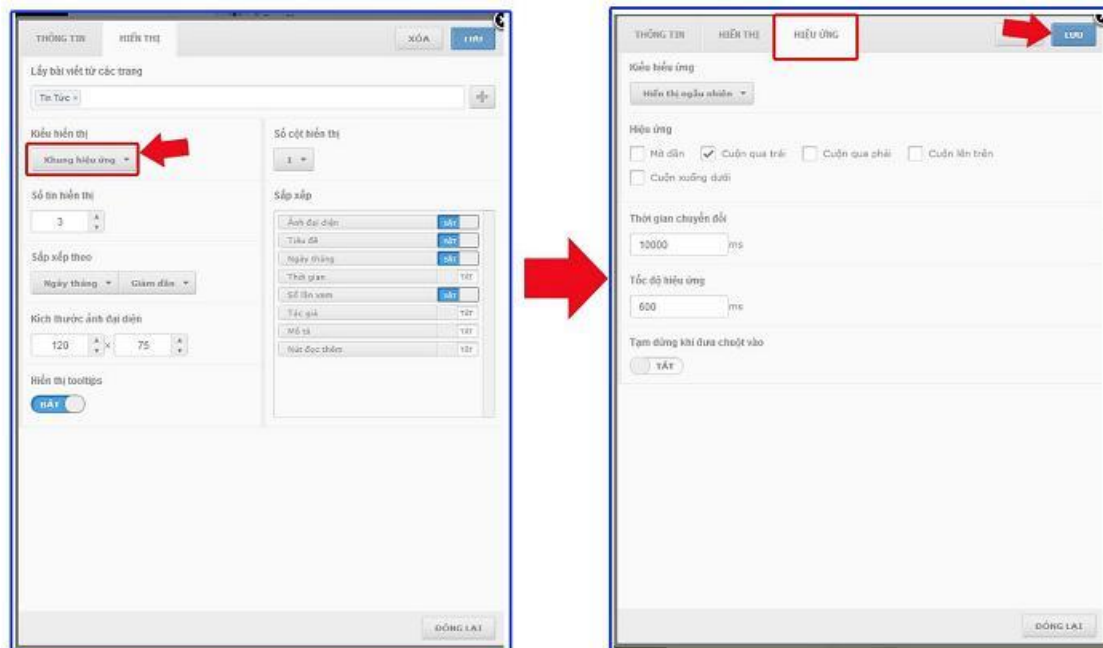 THÔNG TIN HIỂN THỊ XÓA LƯU
Lấy bài viết từ các trang
Tin Tức ×
Kiểu hiển thị
Khung hiệu ứng
Số tin hiển thị
3
Sắp xếp theo
Ngày tháng Giảm dần
Kích thước ảnh đại diện
120 × 75
Hiển thị tooltips
BẬT
Số cột hiển thị
1
Sắp xếp
Ảnh đại diện BẬT
Tiêu đề BẬT
Ngày tháng BẬT
Thời gian TẮT
Số lần xem BẬT
Tác giả TẮT
Mô tả TẮT
Nút đọc thêm TẮT
ĐÓNG LẠI
THÔNG TIN HIỂN THỊ HIỆU ỨNG LƯU
Kiểu hiệu ứng
Hiển thị ngẫu nhiên
Hiệu ứng
Mờ dần Cuộn qua trái Cuộn qua phải Cuộn lên trên
Cuộn xuống dưới
Thời gian chuyển đổi
10000 ms
Tốc độ hiệu ứng
600 ms
Tạm dừng khi đưa chuột vào
TẮT
ĐÓNG LẠI